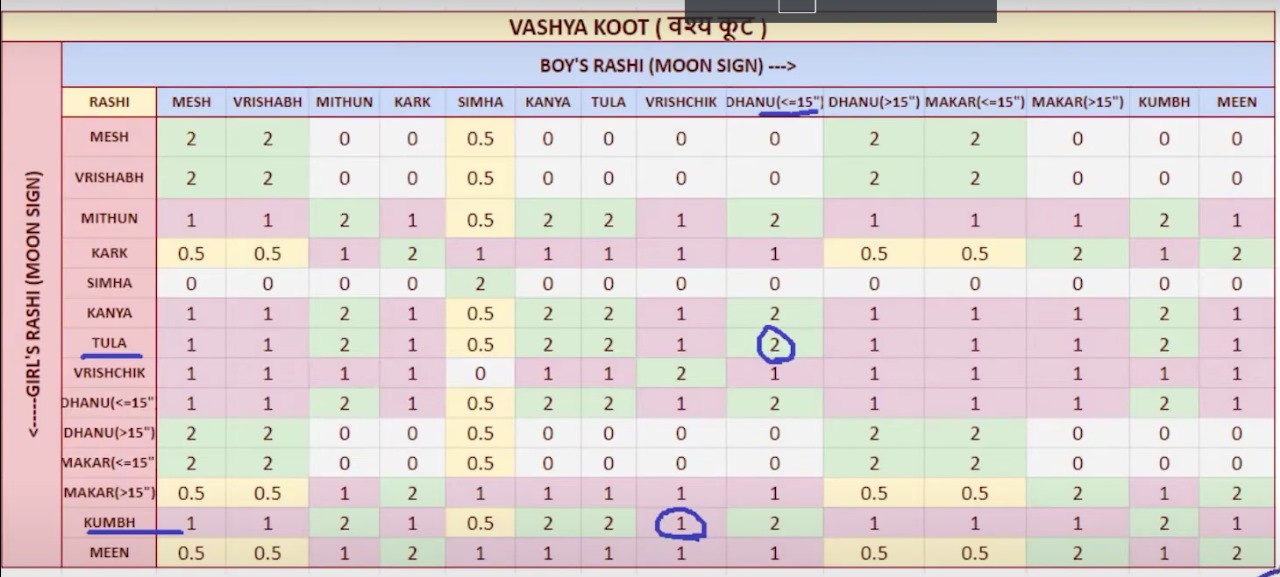 VASHYA KOOT ( वश्य कूट )
BOY'S RASHI (MOON SIGN) --->
<-----GIRL'S RASHI (MOON SIGN)
RASHI MESH VRISHABH MITHUN KARK SIMHA KANYA TULA VRISHCHIK DHANU(<=15") DHANU(>15") MAKAR(<=15") MAKAR(>15") KUMBH MEEN
MESH 2 2 0 0 0.5 0 0 0 0 2 2 0 0 0
VRISHABH 2 2 0 0 0.5 0 0 0 0 2 2 0 0 0
MITHUN 1 1 2 1 0.5 2 2 1 2 1 1 1 2 1
KARK 0.5 0.5 1 2 1 1 1 1 1 0.5 0.5 2 1 2
SIMHA 0 0 0 0 2 0 0 0 0 0 0 0 0 0
KANYA 1 1 2 1 0.5 2 2 1 2 1 1 1 2 1
TULA 1 1 2 1 0.5 2 2 1 2 1 1 1 2 1
VRISHCHIK 1 1 1 1 0 1 1 2 1 1 1 1 1 1
DHANU(<=15" 1 1 2 1 0.5 2 2 1 2 1 1 1 2 1
DHANU(>15") 2 2 0 0 0.5 0 0 0 0 2 2 0 0 0
MAKAR(<=15" 2 2 0 0 0.5 0 0 0 0 2 2 0 0 0
MAKAR(>15") 0.5 0.5 1 2 1 1 1 1 1 0.5 0.5 2 1 2
KUMBH 1 1 2 1 0.5 2 2 1 2 1 1 1 2 1
MEEN 0.5 0.5 1 2 1 1 1 1 1 0.5 0.5 2 1 2